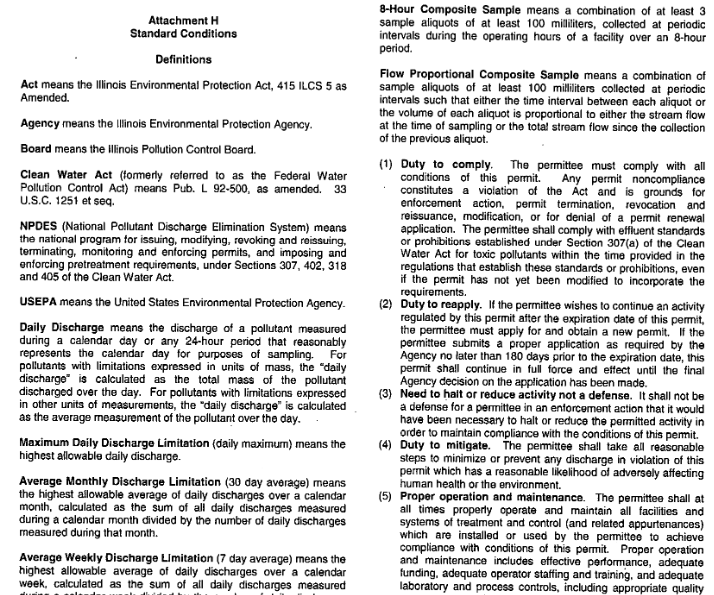 Attachment H
Standard Conditions
Definitions
Act means the Illinois Environmental Protection Act, 415 ILCS 5 as
Amended.
Agency means the Illinois Environmental Protection Agency.
Board means the Illinois Pollution Control Board.
Clean Water Act (formerly referred to as the Federal Water
Pollution Control Act) means Pub. L 92-500, as amended. 33
U.S.C. 1251 et seq.
NPDES (National Pollutant Discharge Elimination System) means
the national program for issuing, modifying, revoking and reissuing,
terminating, monitoring and enforcing permits, and imposing and
enforcing pretreatment requirements, under Sections 307, 402, 318
and 405 of the Clean Water Act.
USEPA means the United States Environmental Protection Agency.
Daily Discharge means the discharge of a pollutant measured
during a calendar day or any 24-hour period that reasonably
represents the calendar day for purposes of sampling. For
pollutants with limitations expressed in units of mass, the "daily
discharge" is calculated as the total mass of the pollutant
discharged over the day. For pollutants with limitations expressed
in other units of measurements, the "daily discharge" is calculated
as the average measurement of the pollutant over the day.
Maximum Daily Discharge Limitation (daily maximum) means the
highest allowable daily discharge.
Average Monthly Discharge Limitation (30 day average) means
the highest allowable average of daily discharges over a calendar
month, calculated as the sum of all daily discharges measured
during a calendar month divided by the number of daily discharges
measured during that month.
Average Weekly Discharge Limitation (7 day average) means the
highest allowable average of daily discharges over a calendar
week, calculated as the sum of all daily discharges measured
8-Hour Composite Sample means a combination of at least 3
sample aliquots of at least 100 milliliters, collected at periodic
intervals during the operating hours of a facility over an 8-hour
period.
Flow Proportional Composite Sample means a combination of
sample aliquots of at least 100 milliliters collected at periodic
intervals such that either the time interval between each aliquot or
the volume of each aliquot is proportional to either the stream flow
at the time of sampling or the total stream flow since the collection
of the previous aliquot.
(1) Duty to comply. The permittee must comply with all
conditions of this permit. Any permit noncompliance
constitutes a violation of the Act and is grounds for
enforcement action, permit termination, revocation and
reissuance, modification, or for denial of a permit renewal
application. The permittee shall comply with effluent standards
or prohibitions established under Section 307(a) of the Clean
Water Act for toxic pollutants within the time provided in the
regulations that establish these standards or prohibitions, even
if the permit has not yet been modified to incorporate the
requirements.
(2) Duty to reapply. If the permittee wishes to continue an activity
regulated by this permit after the expiration date of this permit,
the permittee must apply for and obtain a new permit. If the
permittee submits a proper application as required by the
Agency no later than 180 days prior to the expiration date, this
permit shall continue in full force and effect until the final
Agency decision on the application has been made.
(3) Need to halt or reduce activity not a defense. It shall not be
a defense for a permittee in an enforcement action that it would
have been necessary to halt or reduce the permitted activity in
order to maintain compliance with the conditions of this permit.
(4) Duty to mitigate. The permittee shall take all reasonable
steps to minimize or prevent any discharge in violation of this
permit which has a reasonable likelihood of adversely affecting
human health or the environment.
(5) Proper operation and maintenance. The permittee shall at
all times properly operate and maintain all facilities and
systems of treatment and control (and related appurtenances)
which are installed or used by the permittee to achieve
compliance with conditions of this permit. Proper operation
and maintenance includes effective performance, adequate
funding, adequate operator staffing and training, and adequate
laboratory and process controls, including appropriate quality